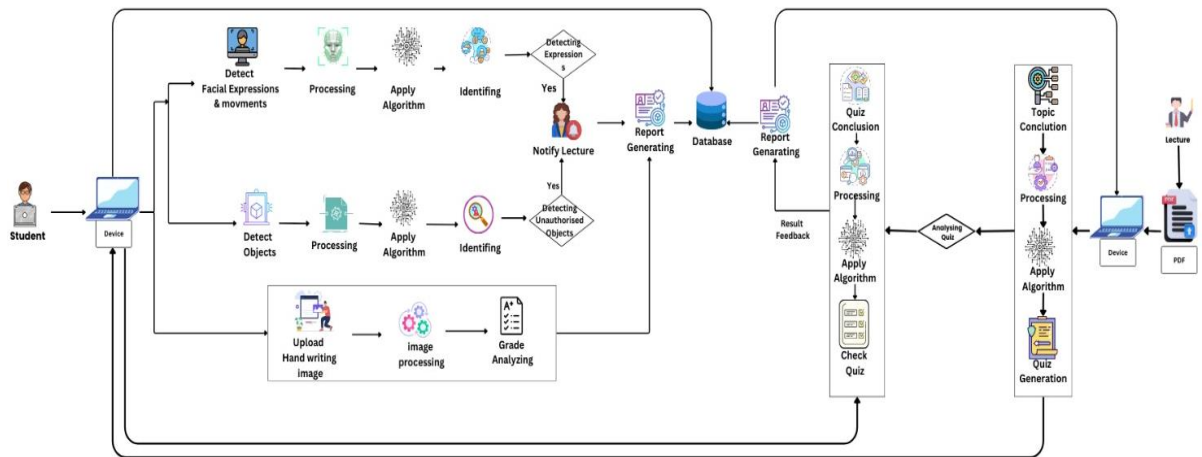 Student
Device
Detect
Facial Expressions
& movments
Processing
Apply
Algorithm
Identifing
Detecting
Expression
s
Yes
Notify Lecture
Yes
Detecting
Unauthorised
Objects
Detect
Objects
Processing
Apply
Algorithm
Identifing
Upload
Hand writing
image
image
processing
A+
Grade
Analyzing
Report
Generating
Database
Report
Genarating
Result
Feedback
Quiz
Conclusion
Processing
Apply
Algorithm
Check
Quiz
Analysing
Quiz
Topic
Conclution
Processing
Apply
Algorithm
Quiz
Generation
Device
Lecture
PDF
PDF